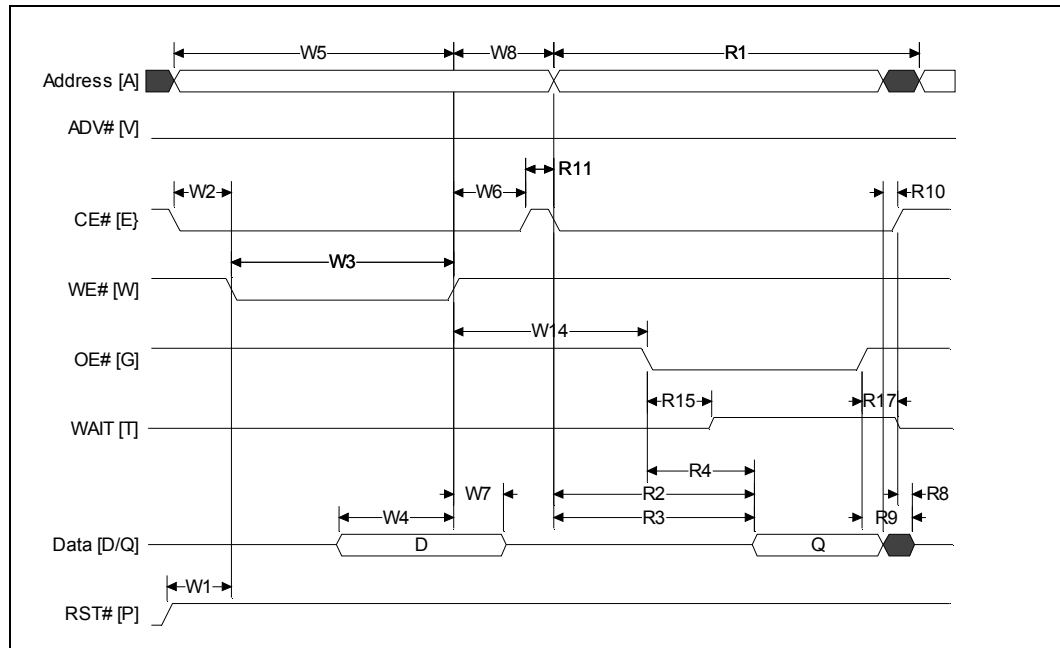 W5 W8 R1
Address [A]
ADV# [V]
R11
W2 W6 R10
CE# [E}
W3
WE# [W]
W14
OE# [G]
R15 R17
WAIT [T]
R4
W7 R2 R8
W4 R3 R9
Data [D/Q] D Q
W1
RST# [P]